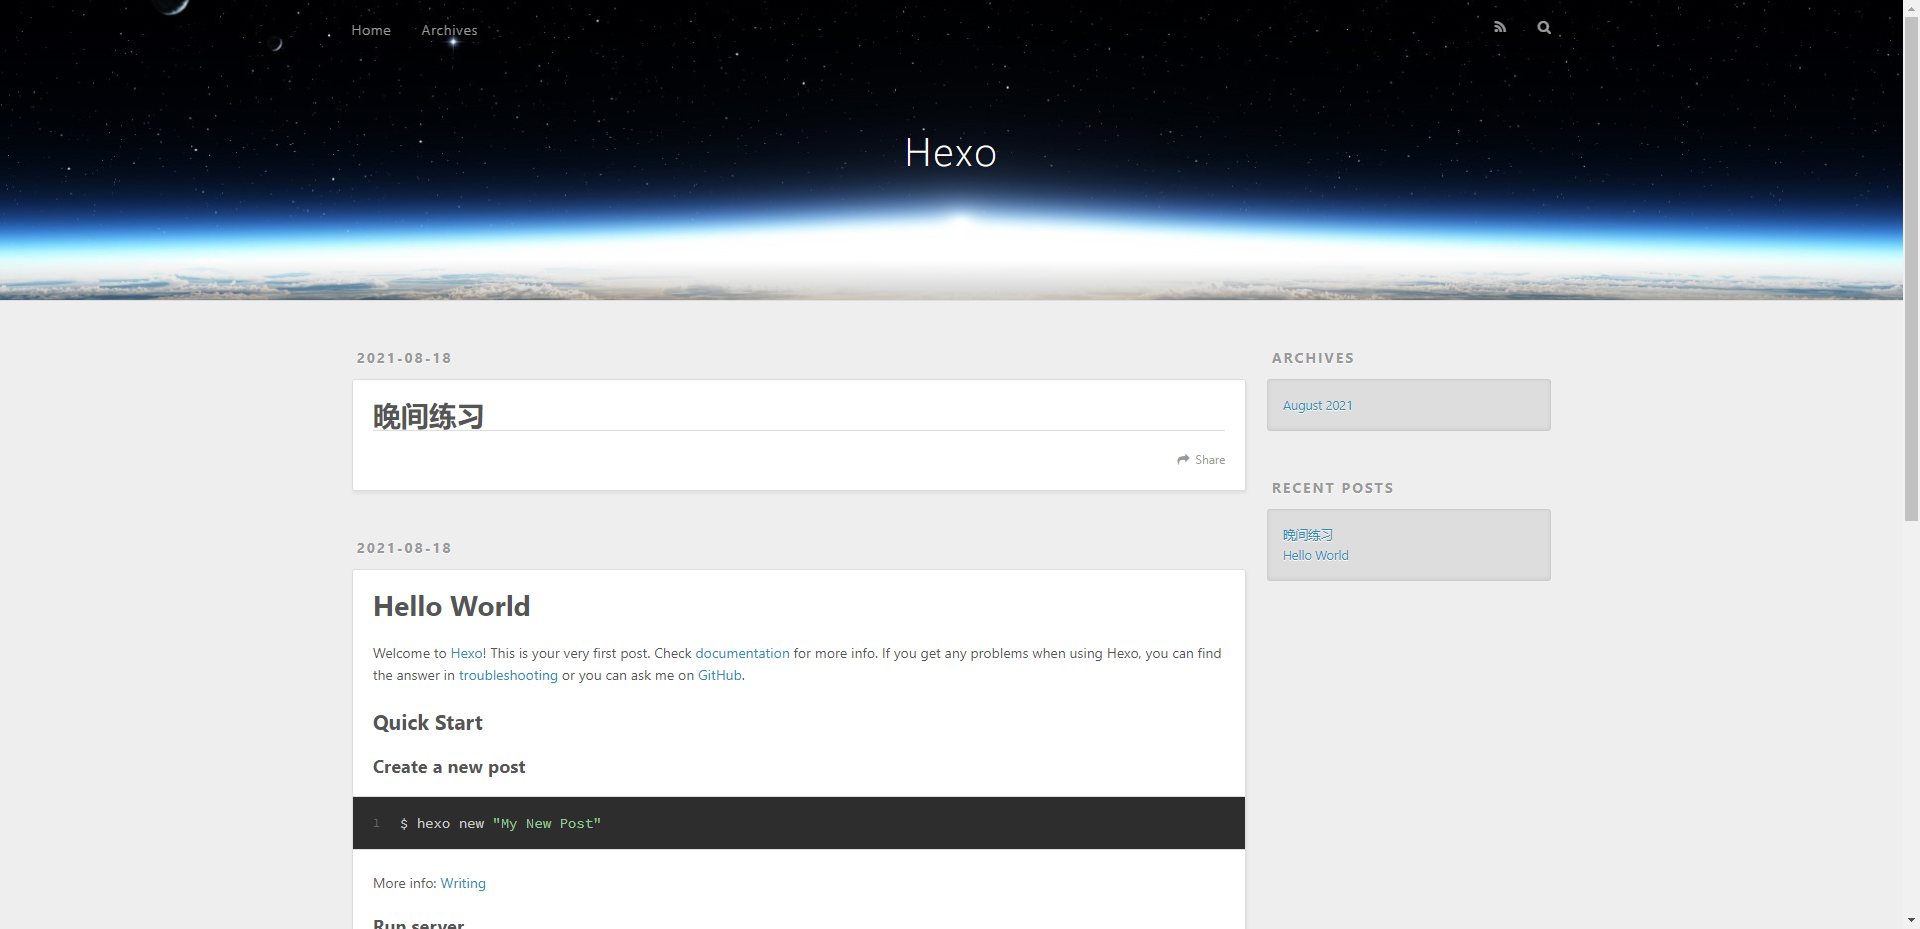 Home Archives
Hexo
2021-08-18
晚间练习
Share
2021-08-18
Hello World
Welcome to Hexo! This is your very first post. Check documentation for more info. If you get any problems when using Hexo, you can find
the answer in troubleshooting or you can ask me on GitHub.
Quick Start
Create a new post
1 $ hexo new "My New Post"
More info: Writing
Run server
ARCHIVES
August 2021
RECENT POSTS
晚间练习
Hello World